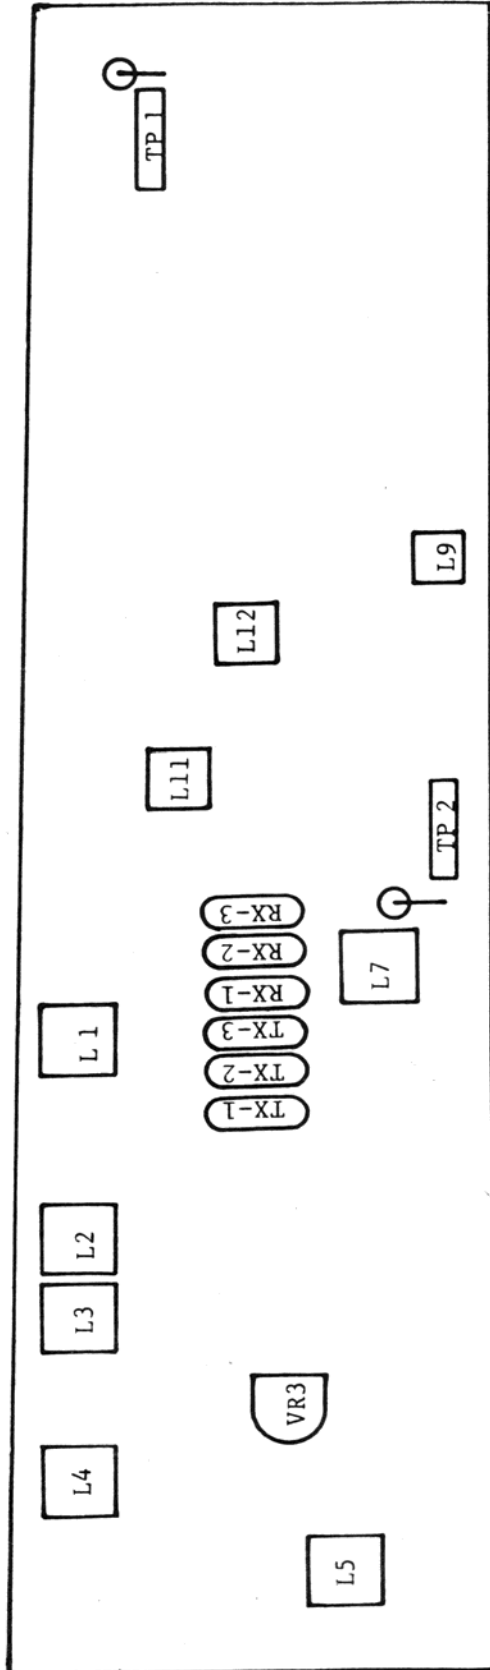 TP 1
L9
L12
L11
TP 2
RX-3
RX-2
RX-1
TX-3
TX-2
TX-1
L7
L 1
L2
L3
VR3
L4
L5